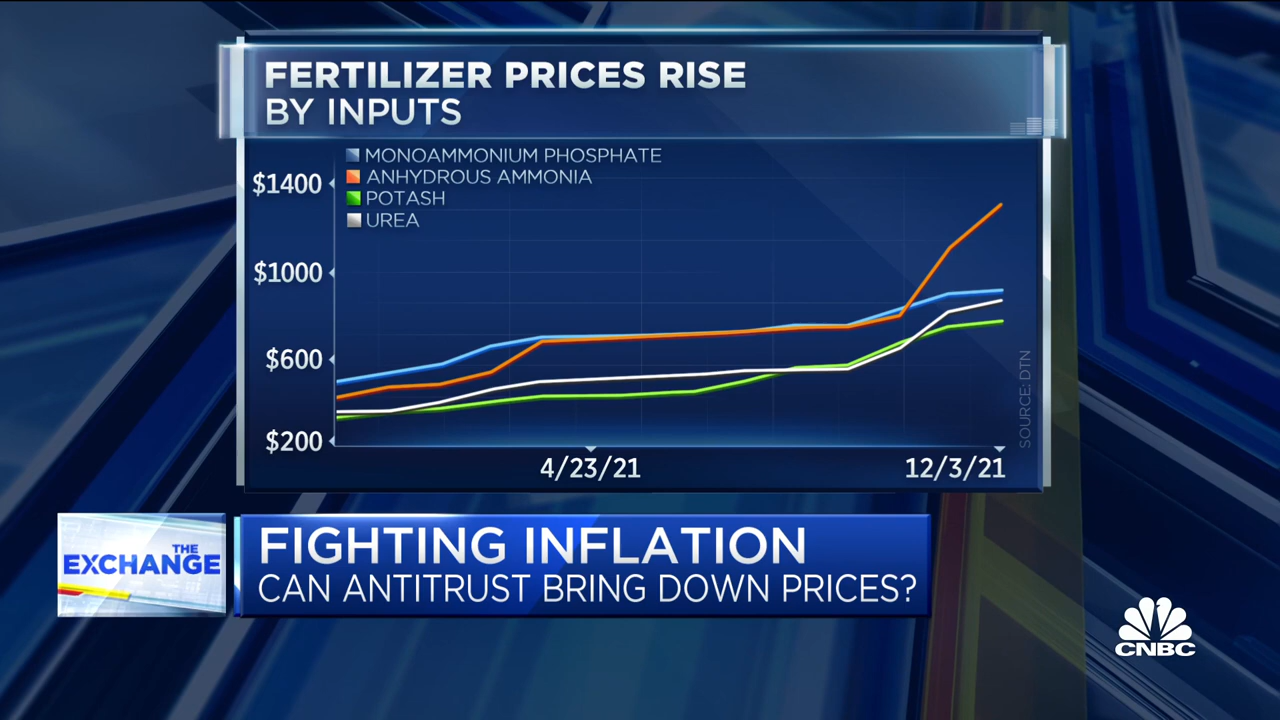 FERTILIZER PRICES RISE
BY INPUTS
MONOAMMONIUM PHOSPHATE
ANHYDROUS AMMONIA
POTASH
UREA
$1400
$1000
$600
$200
4/23/21
12/3/21
SOURCE: DTN
THE
EXCHANGE
FIGHTING INFLATION
CAN ANTITRUST BRING DOWN PRICES?
CNBC